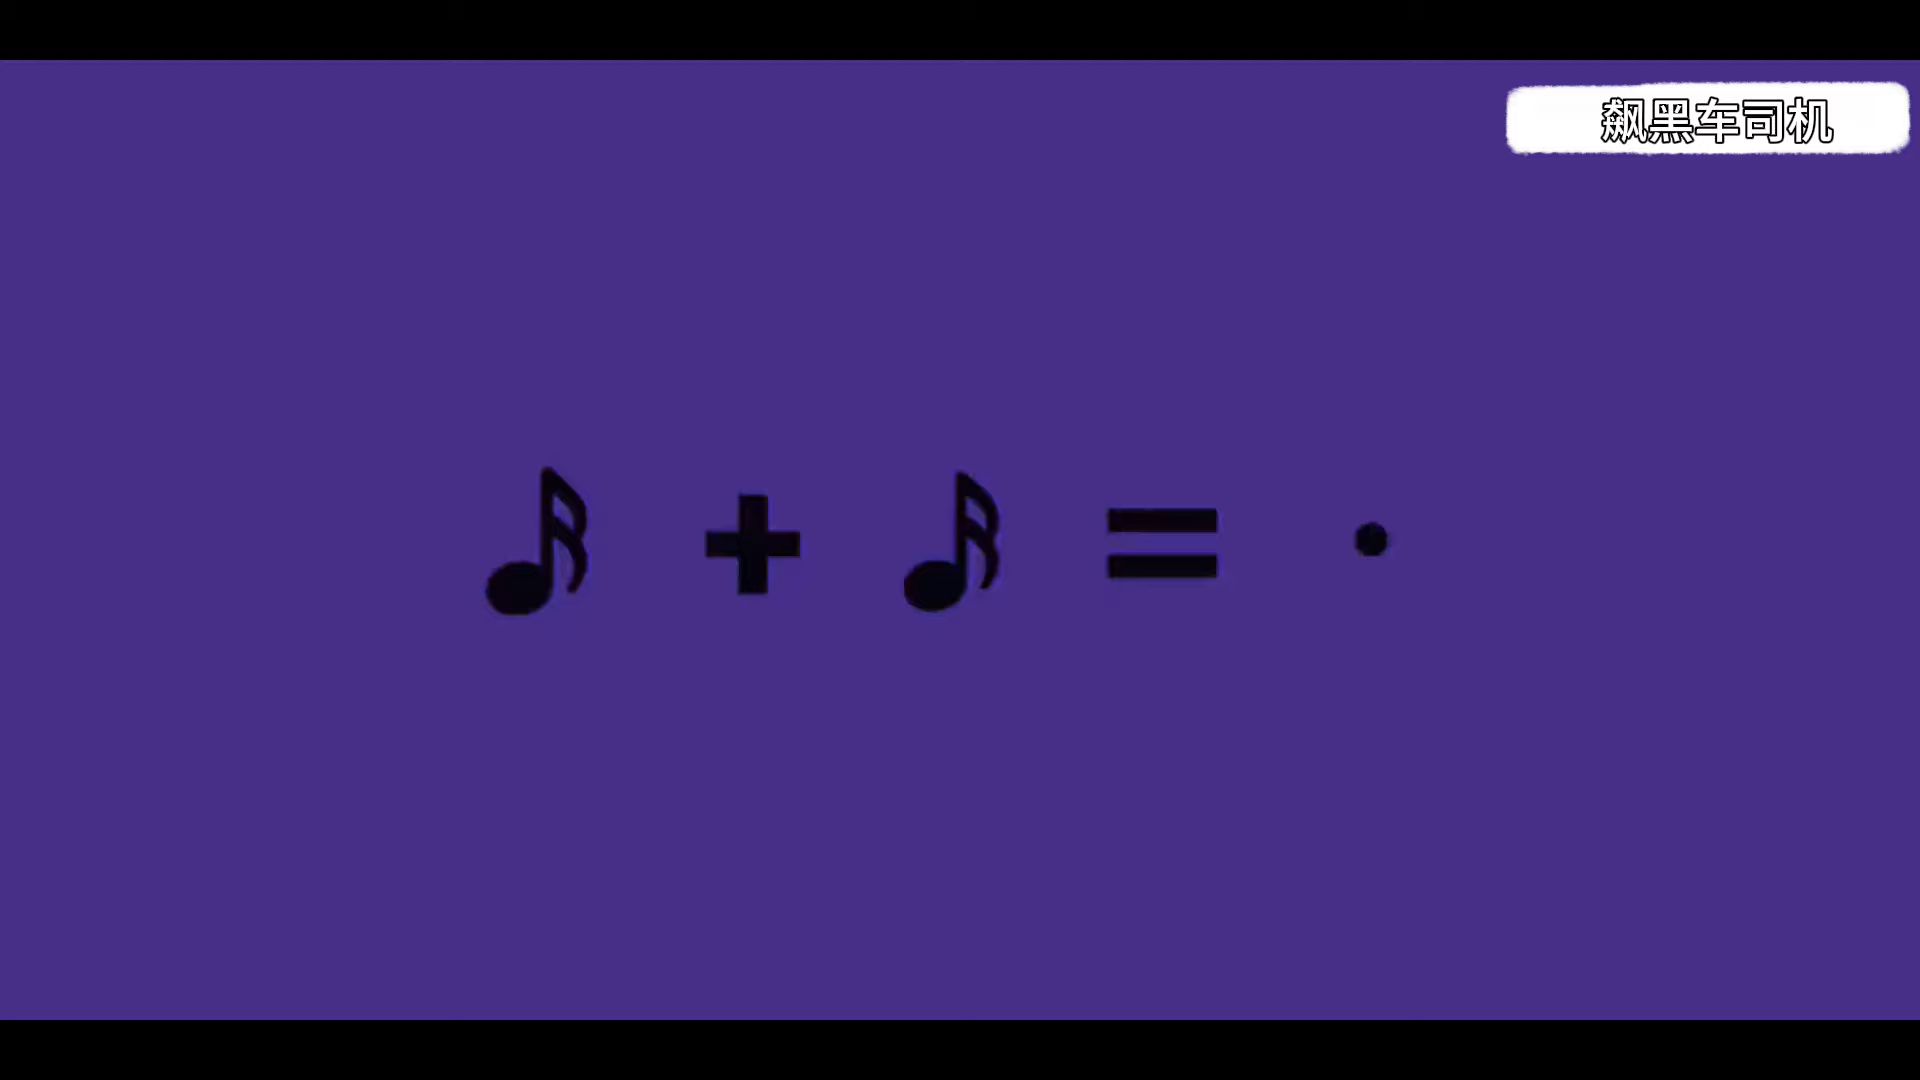 飙黑车司机
+ =